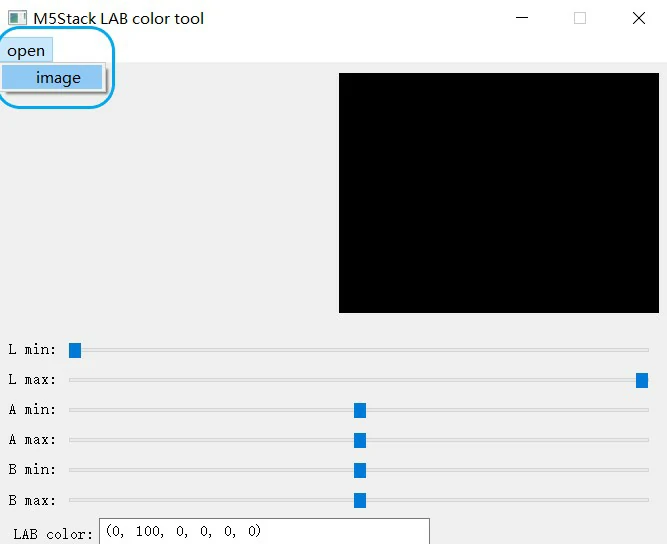 M5Stack LAB color tool
open
image
L min:
L max:
A min:
A max:
B min:
B max:
LAB color: (0, 100, 0, 0, 0, 0)